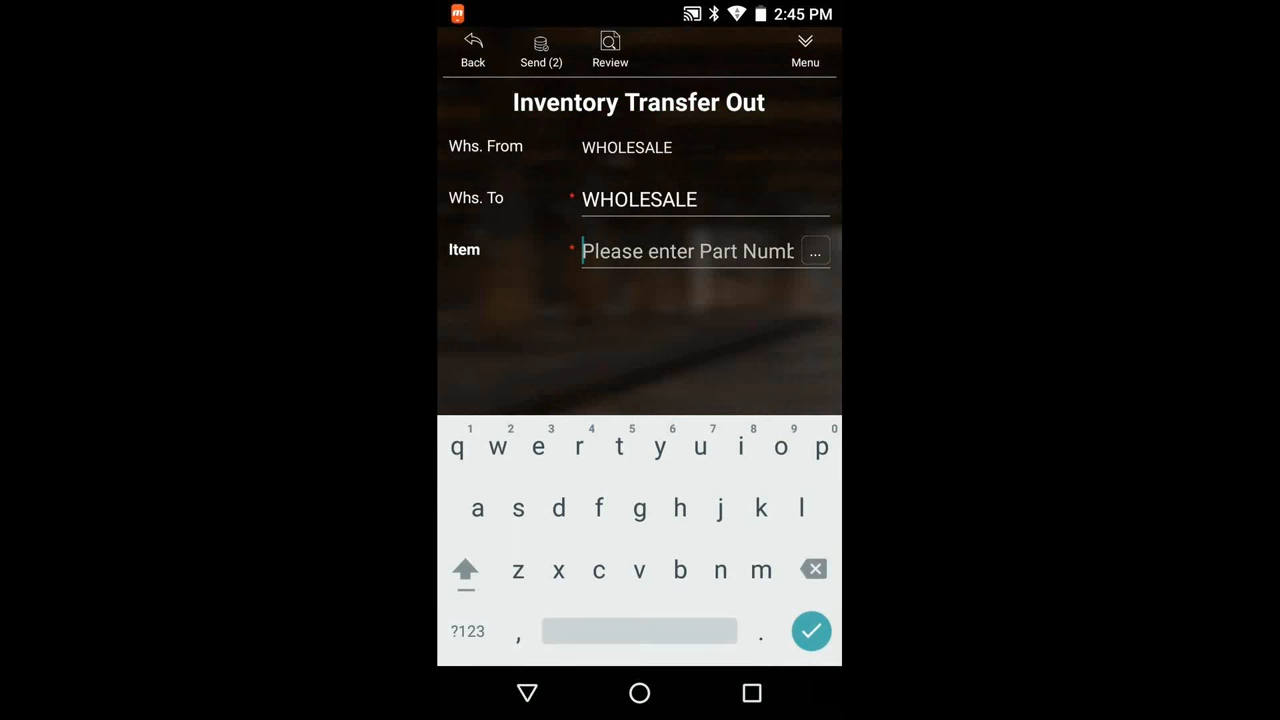 2:45 PM
Back Send (2) Review Menu
Inventory Transfer Out
Whs. From WHOLESALE
Whs. To * WHOLESALE
Item * Please enter Part Numb ...
1 2 3 4 5 6 7 8 9 0
q w e r t y u i o p
a s d f g h j k l
z x c v b n m
?123 , .